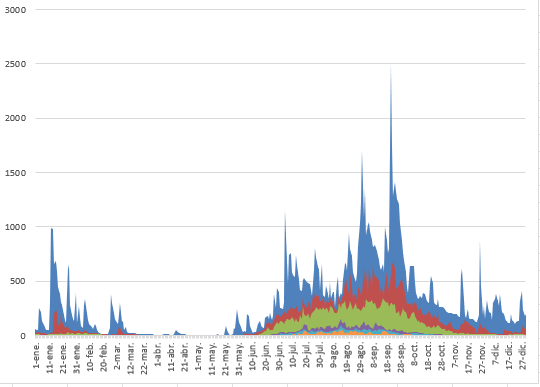 3000
2500
2000
1500
1000
500
0
1-ene.
11-ene.
21-ene.
31-ene.
10-feb.
20-feb.
2-mar.
12-mar.
22-mar.
1-abr.
11-abr.
21-abr.
1-may.
11-may.
21-may.
31-may.
10-jun.
20-jun.
30-jun.
10-jul.
20-jul.
30-jul.
9-ago.
19-ago.
29-ago.
8-sep.
18-sep.
28-sep.
8-oct.
18-oct.
28-oct.
7-nov.
17-nov.
27-nov.
7-dic.
17-dic.
27-dic.